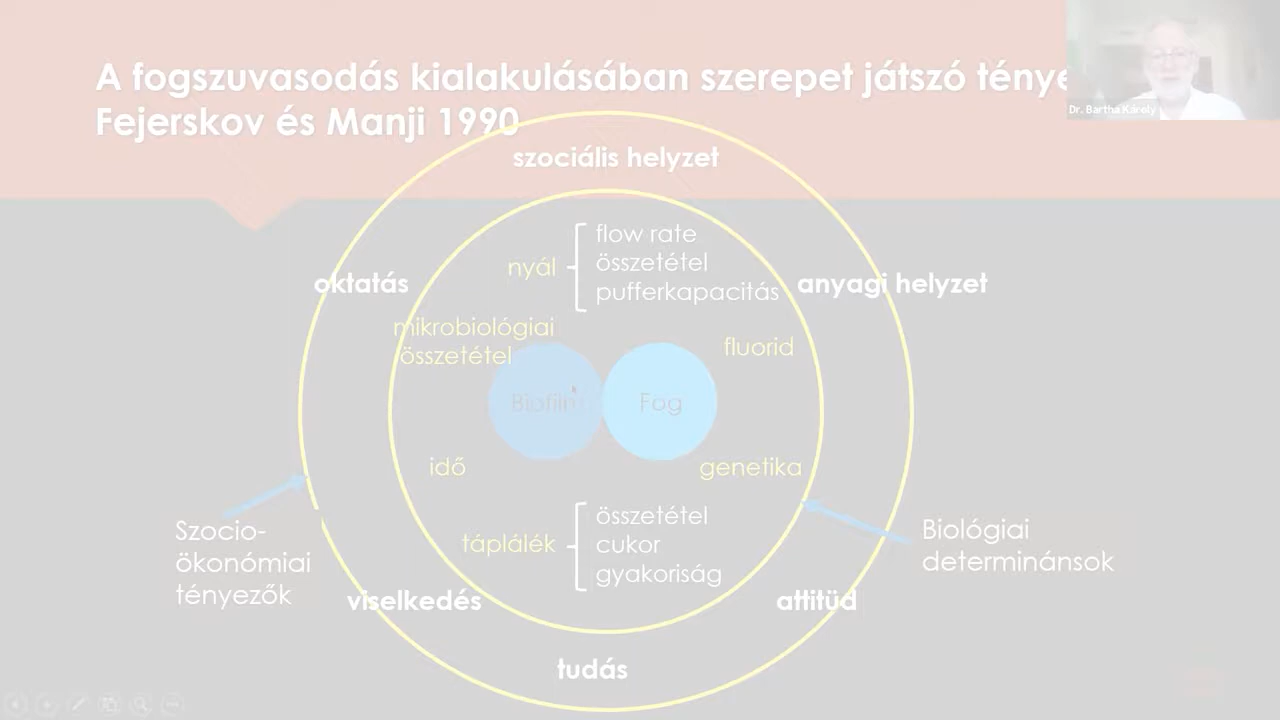 A fogszuvasodás kialakulásában szerepet játszó
Fejerskov és Manji 1990
Dr. Bartha Károly
szociális helyzet
flow rate
nyál
összetétel
pufferkapacitás
oktatás
anyagi helyzet
mikrobiológiai
összetétel
fluorid
Biofilm
Fog
idő
genetika
táplálék
összetétel
cukor
gyakoriság
Szocio-
ökonómiai
tényezők
Biológiai
determinánsok
viselkedés
attitüd
tudás